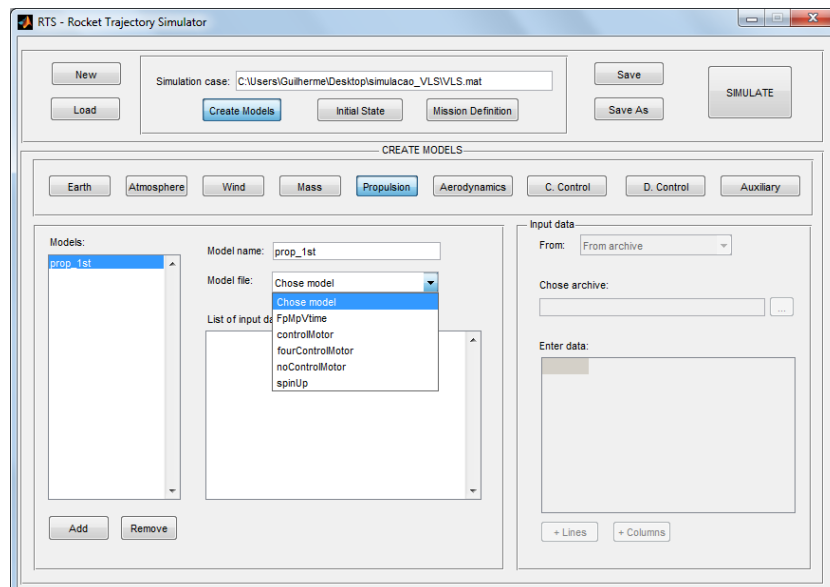 RTS - Rocket Trajectory Simulator
New
Simulation case: C:\Users\Guilherme\Desktop\simulacao_VLS\VLS.mat
Save
SIMULATE
Load
Create Models
Initial State
Mission Definition
Save As
CREATE MODELS
Earth
Atmosphere
Wind
Mass
Propulsion
Aerodynamics
C. Control
D. Control
Auxiliary
Models:
prop_1st
Add
Remove
Model name: prop_1st
Model file: Chose model
Chose model
FpMpVtime
controlMotor
fourControlMotor
noControlMotor
spinUp
List of input da
Input data
From: From archive
Chose archive:
...
Enter data:
+ Lines
+ Columns